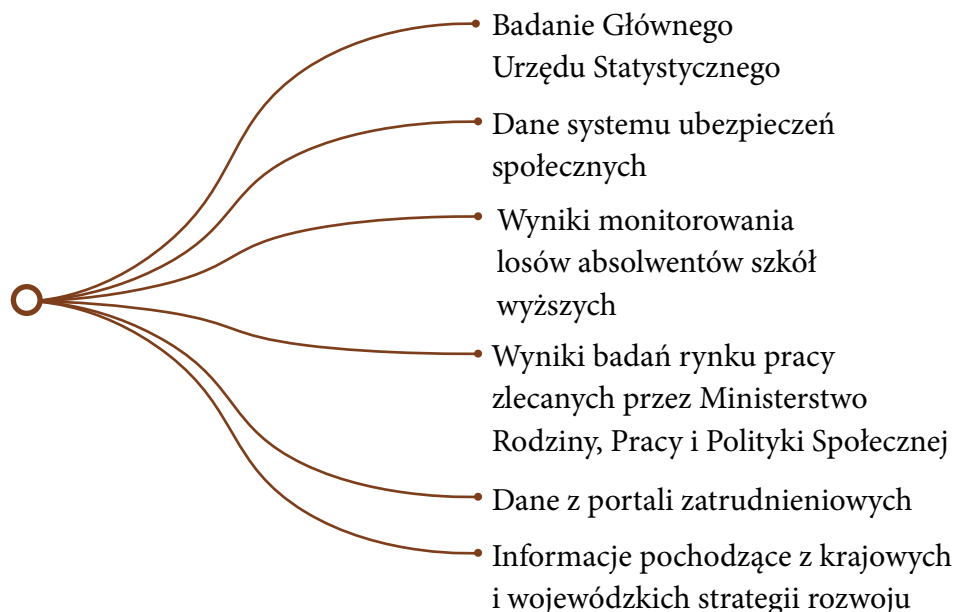 Badanie Głównego
Urzędu Statystycznego
Dane systemu ubezpieczeń
społecznych
Wyniki monitorowania
losów absolwentów szkół
wyższych
Wyniki badań rynku pracy
zlecanych przez Ministerstwo
Rodziny, Pracy i Polityki Społecznej
Dane z portali zatrudnieniowych
Informacje pochodzące z krajowych
i wojewódzkich strategii rozwoju